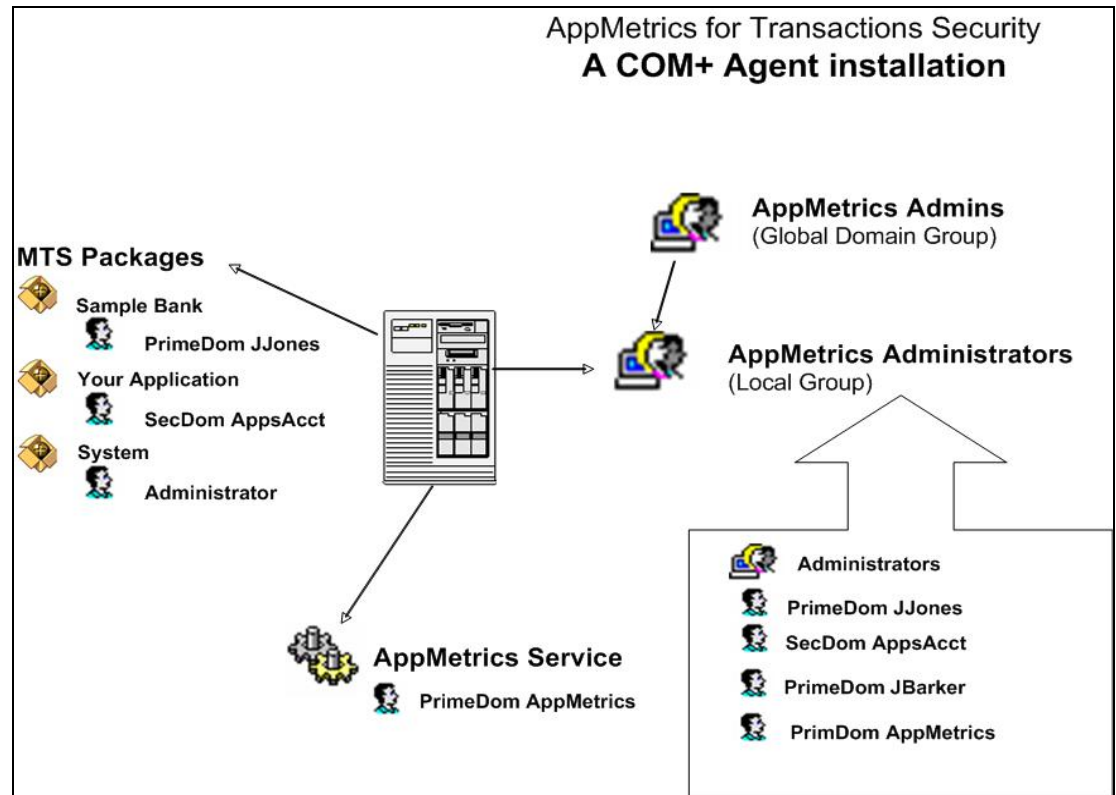 AppMetrics for Transactions Security
A COM+ Agent installation
AppMetrics Admins
(Global Domain Group)
MTS Packages
Sample Bank
PrimeDom JJones
Your Application
SecDom AppsAcct
System
Administrator
AppMetrics Administrators
(Local Group)
AppMetrics Service
PrimeDom AppMetrics
Administrators
PrimeDom JJones
SecDom AppsAcct
PrimeDom JBarker
PrimDom AppMetrics